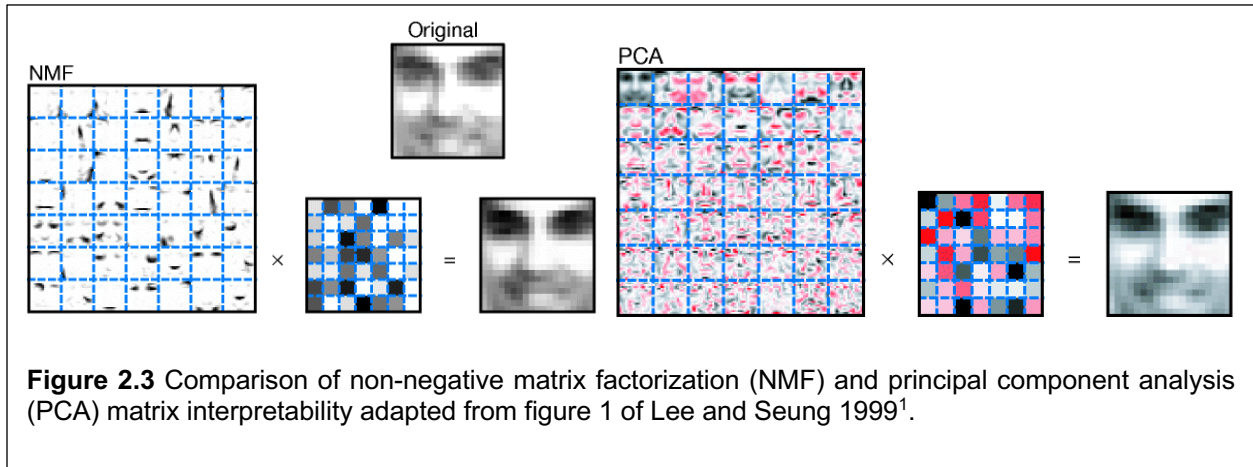 Original
NMF
PCA
× =
× =
Figure 2.3 Comparison of non-negative matrix factorization (NMF) and principal component analysis
(PCA) matrix interpretability adapted from figure 1 of Lee and Seung 1999¹.